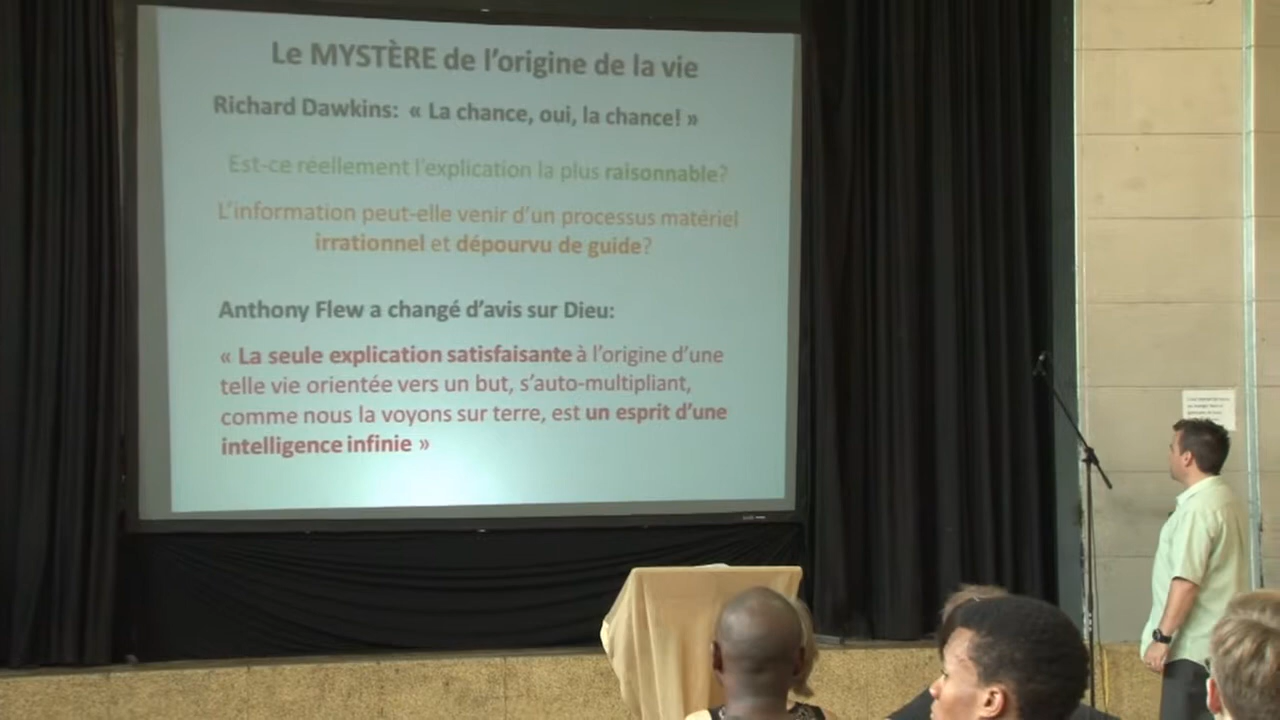 Le MYSTÈRE de l'origine de la vie
Richard Dawkins: « La chance, oui, la chance! »
Est-ce réellement l'explication la plus raisonnable?
L'information peut-elle venir d'un processus matériel
irrationnel et dépourvu de guide?
Anthony Flew a changé d'avis sur Dieu:
« La seule explication satisfaisante à l'origine d'une
telle vie orientée vers un but, s'auto-multipliant,
comme nous la voyons sur terre, est un esprit d'une
intelligence infinie »